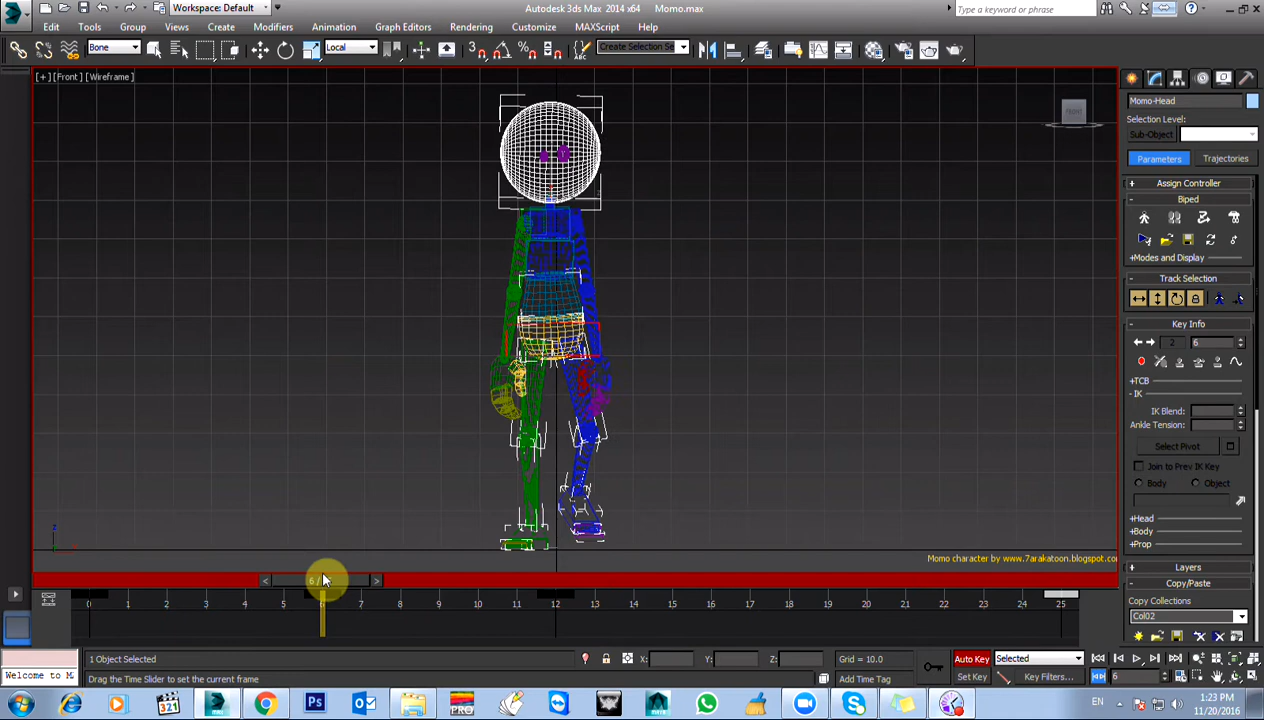 Workspace: Default
Autodesk 3ds Max 2014 x64
Momo.max
Type a keyword or phrase
Edit Tools Group Views Create Modifiers Animation Graph Editors Rendering Customize MAXScript Help
Bone
Local
Create Selection Se
[+] [Front] [Wireframe]
FRONT
Momo-Head
Selection Level:
Sub-Object
Parameters Trajectories
+ Assign Controller
- Biped
+Modes and Display
- Track Selection
- Key Info
2 6
+TCB
- IK
IK Blend:
Ankle Tension:
Select Pivot
Join to Prev IK Key
Body Object
+Head
+Body
+Prop
+ Layers
- Copy/Paste
Copy Collections
Col02
Momo character by www.7arakatoon.blogspot.com
< 6 / >
0 5 6 7 8 9 10 11 12 13 14 15 16 17 18 19 20 21 22 23 24 25
1 Object Selected
X: Y: Z:
Grid = 10.0
Auto Key
Selected
Welcome to M
Drag the Time Slider to set the current frame
Add Time Tag
Set Key
Key Filters...
6
321
PRO
EN
1:23 PM
11/20/2016